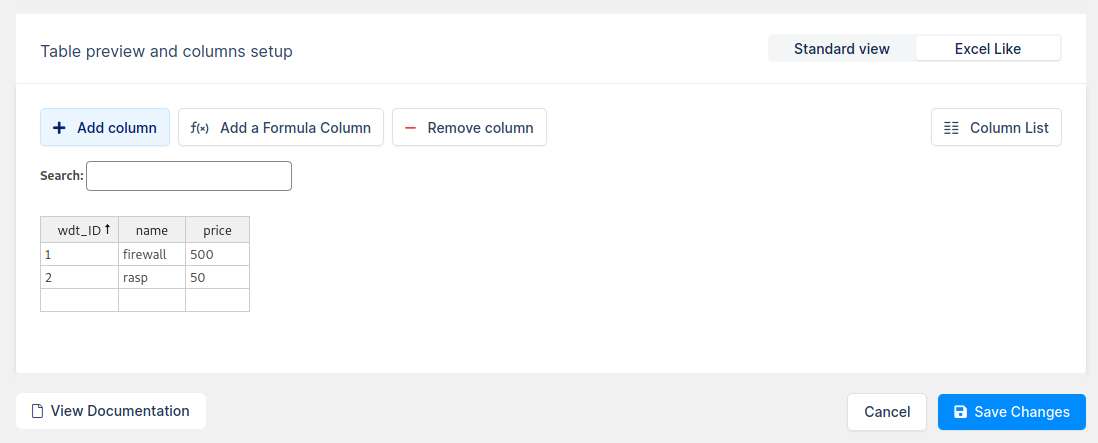 Table preview and columns setup
Standard view Excel Like
+ Add column f(x) Add a Formula Column − Remove column Column List
Search:
wdt_ID↑ name price
1 firewall 500
2 rasp 50
View Documentation Cancel Save Changes